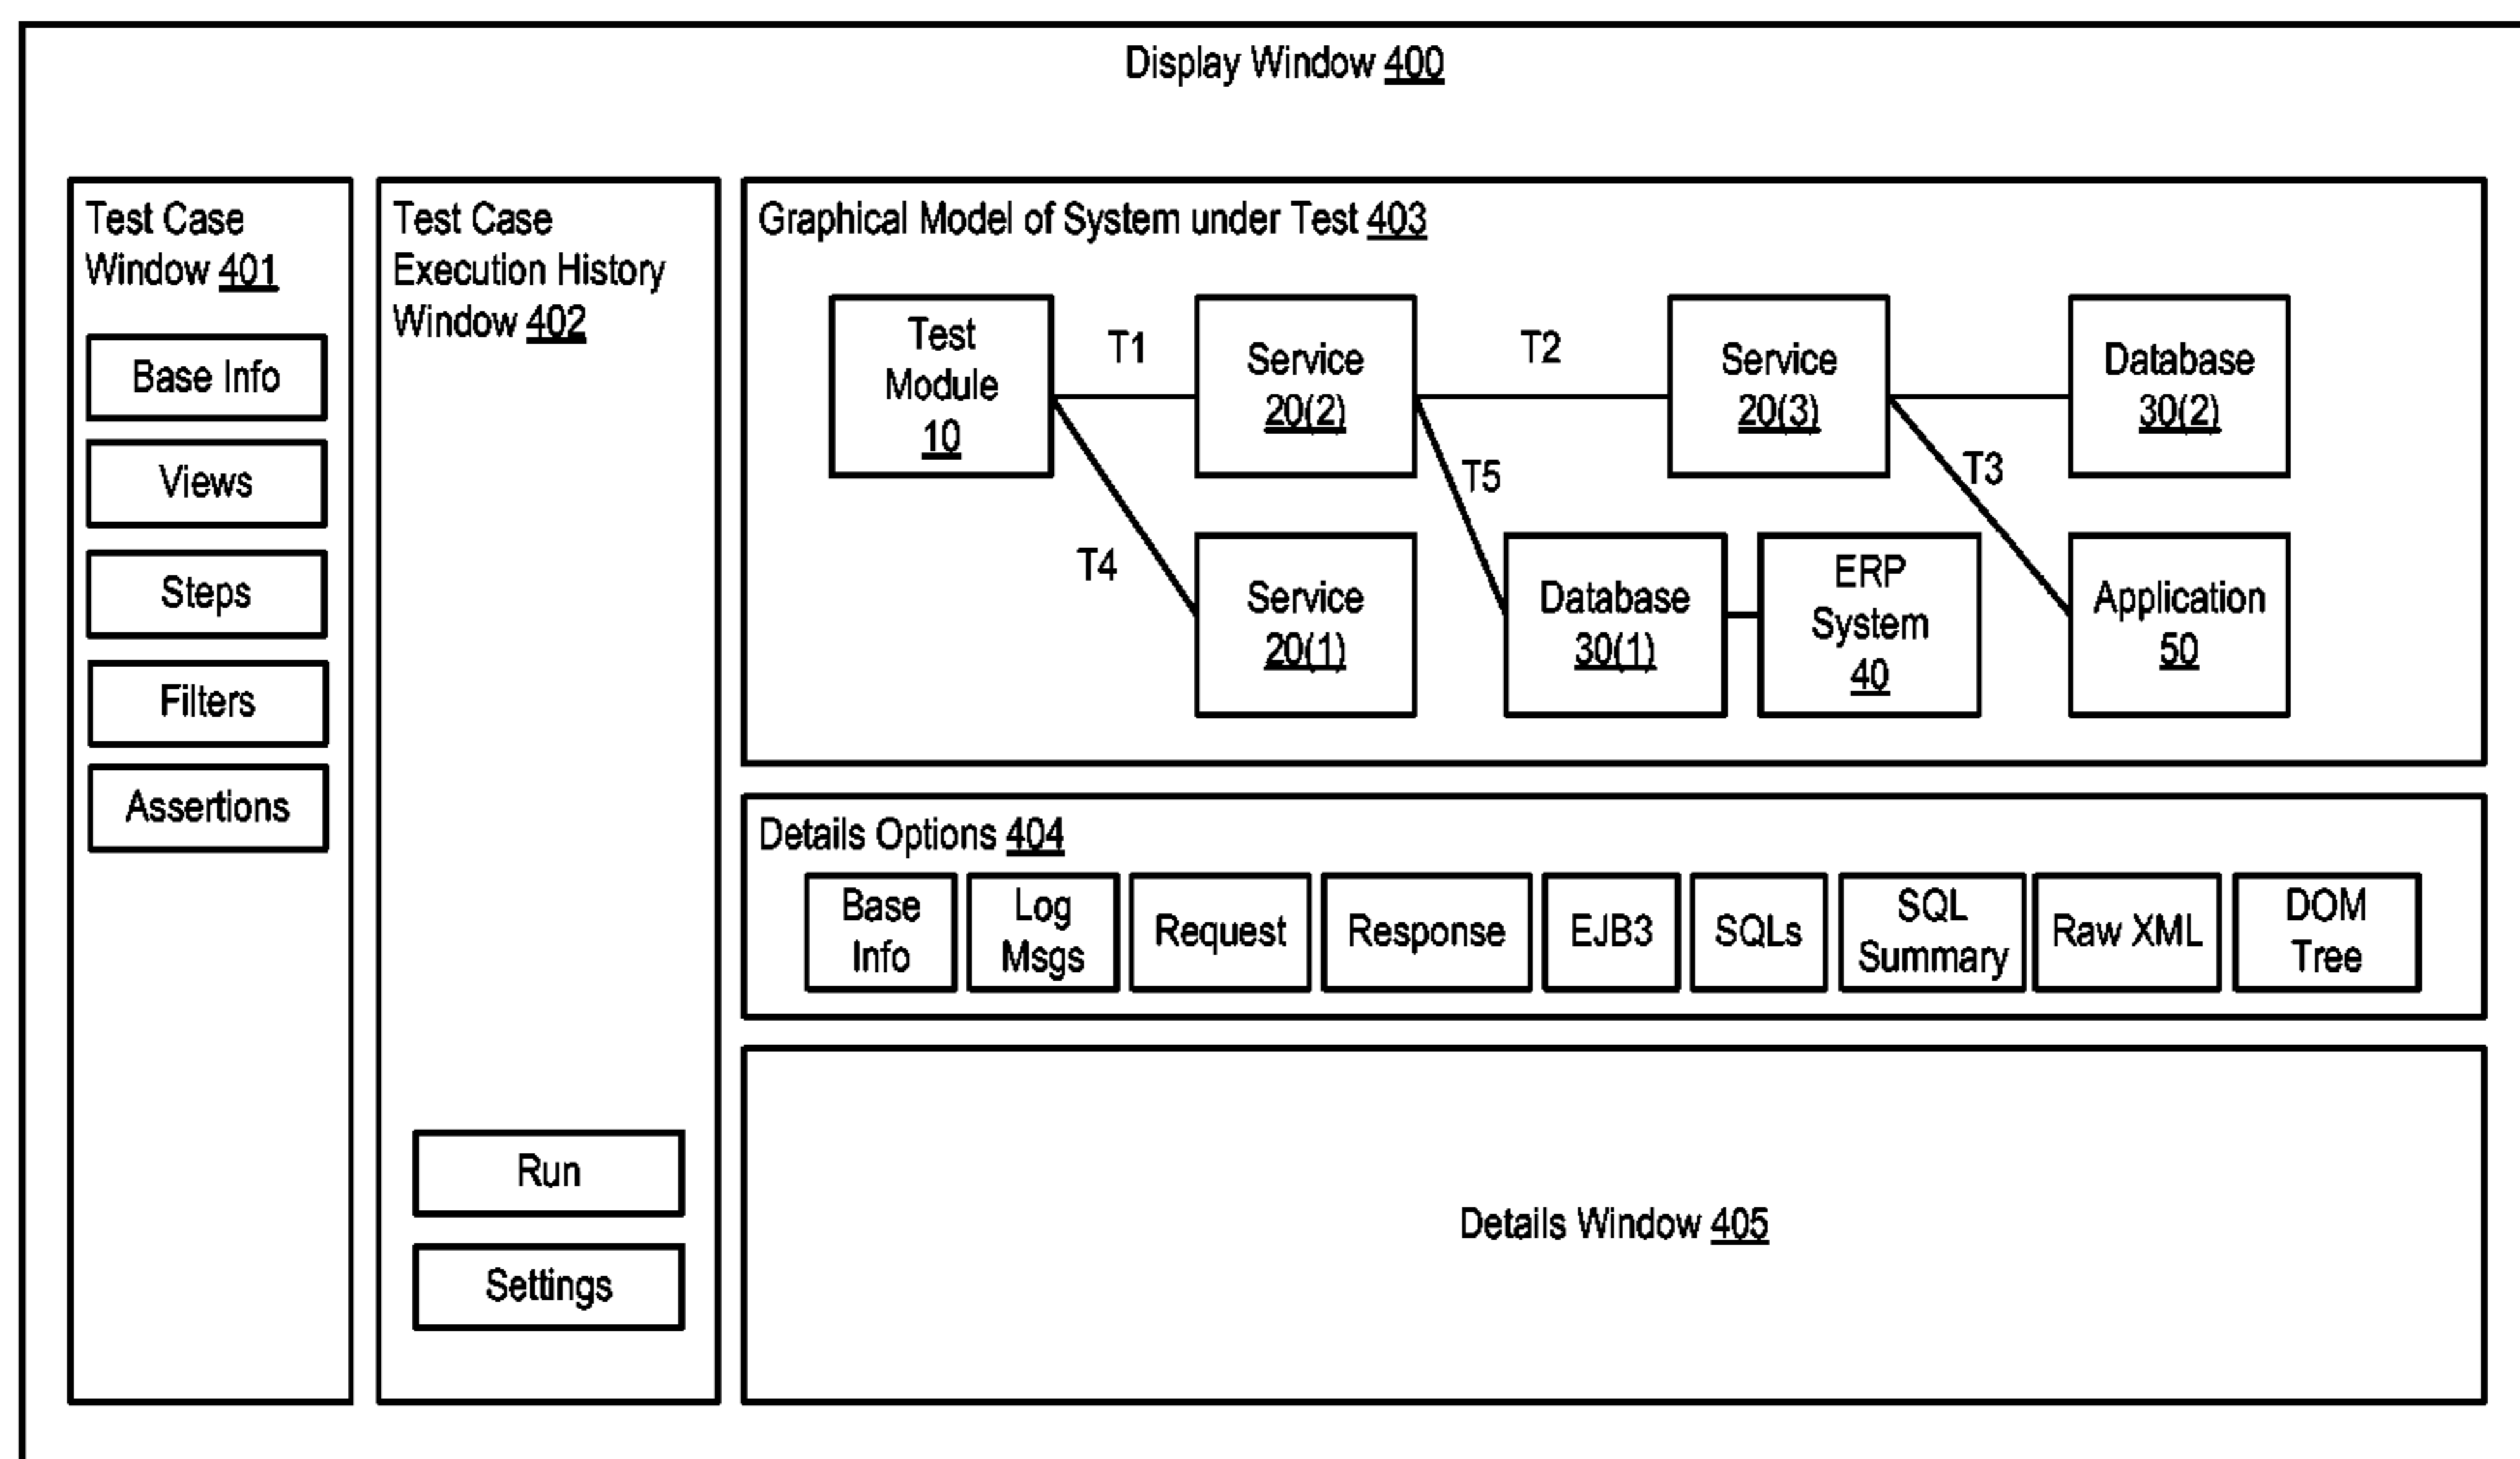 Display Window 400
Test Case
Window 401
Base Info
Views
Steps
Filters
Assertions
Test Case
Execution History
Window 402
Run
Settings
Graphical Model of System under Test 403
Test
Module
10
T1
Service
20(2)
T2
Service
20(3)
Database
30(2)
T4
T5
T3
Service
20(1)
Database
30(1)
ERP
System
40
Application
50
Details Options 404
Base
Info
Log
Msgs
Request
Response
EJB3
SQLs
SQL
Summary
Raw XML
DOM
Tree
Details Window 405